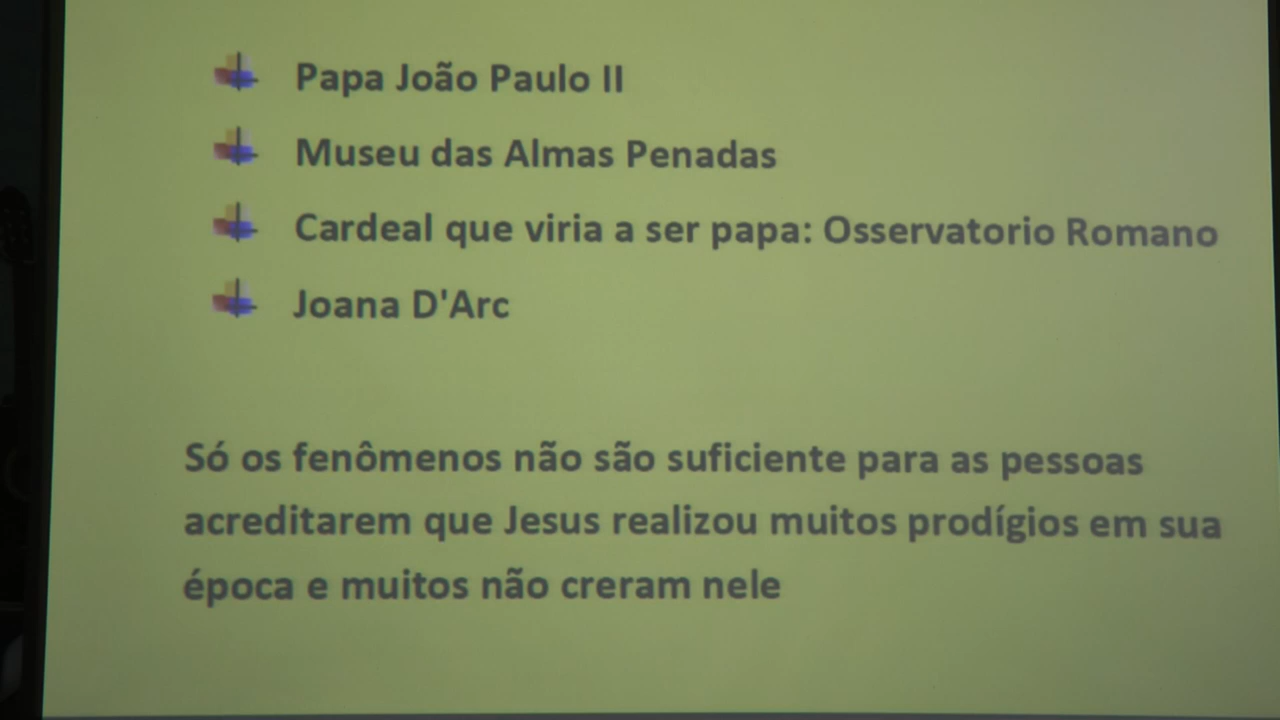 Papa João Paulo II
Museu das Almas Penadas
Cardeal que viria a ser papa: Osservatorio Romano
Joana D'Arc
Só os fenômenos não são suficiente para as pessoas
acreditarem que Jesus realizou muitos prodígios em sua
época e muitos não creram nele